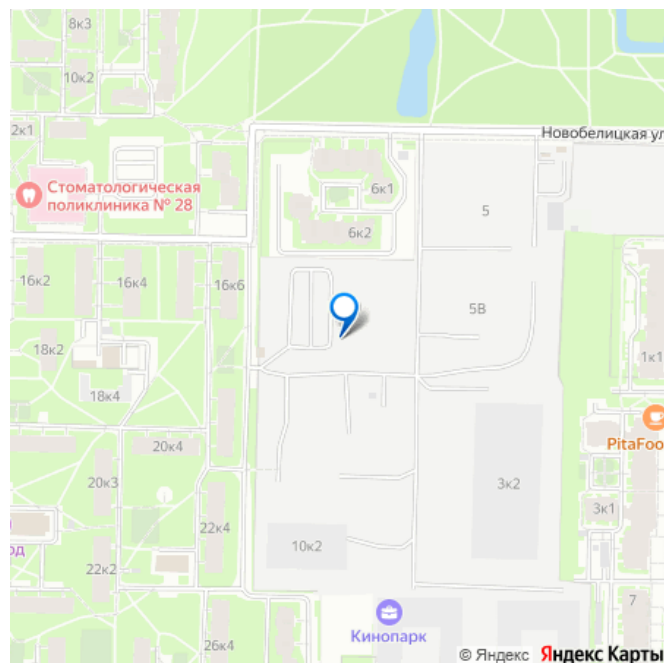 8к3
10к2
2к1
Новобелицкая ул
Стоматологическая
поликлиника № 28
6к1
6к2
5
16к2
16к4
16к6
5В
18к2
1к1
18к4
20к4
PitaFoo
20к3
3к2
3к1
22к4
од
10к2
22к2
7
Кинопарк
26к4
© Яндекс Яндекс Карты